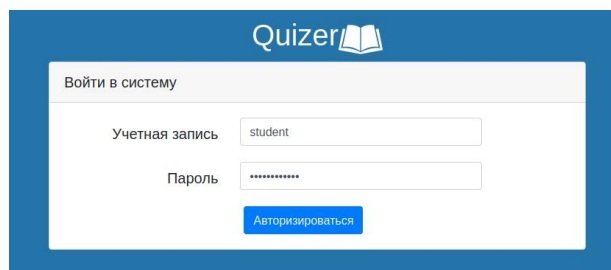 Quizer
Войти в систему
Учетная запись student
Пароль ••••••••••••
Авторизироваться